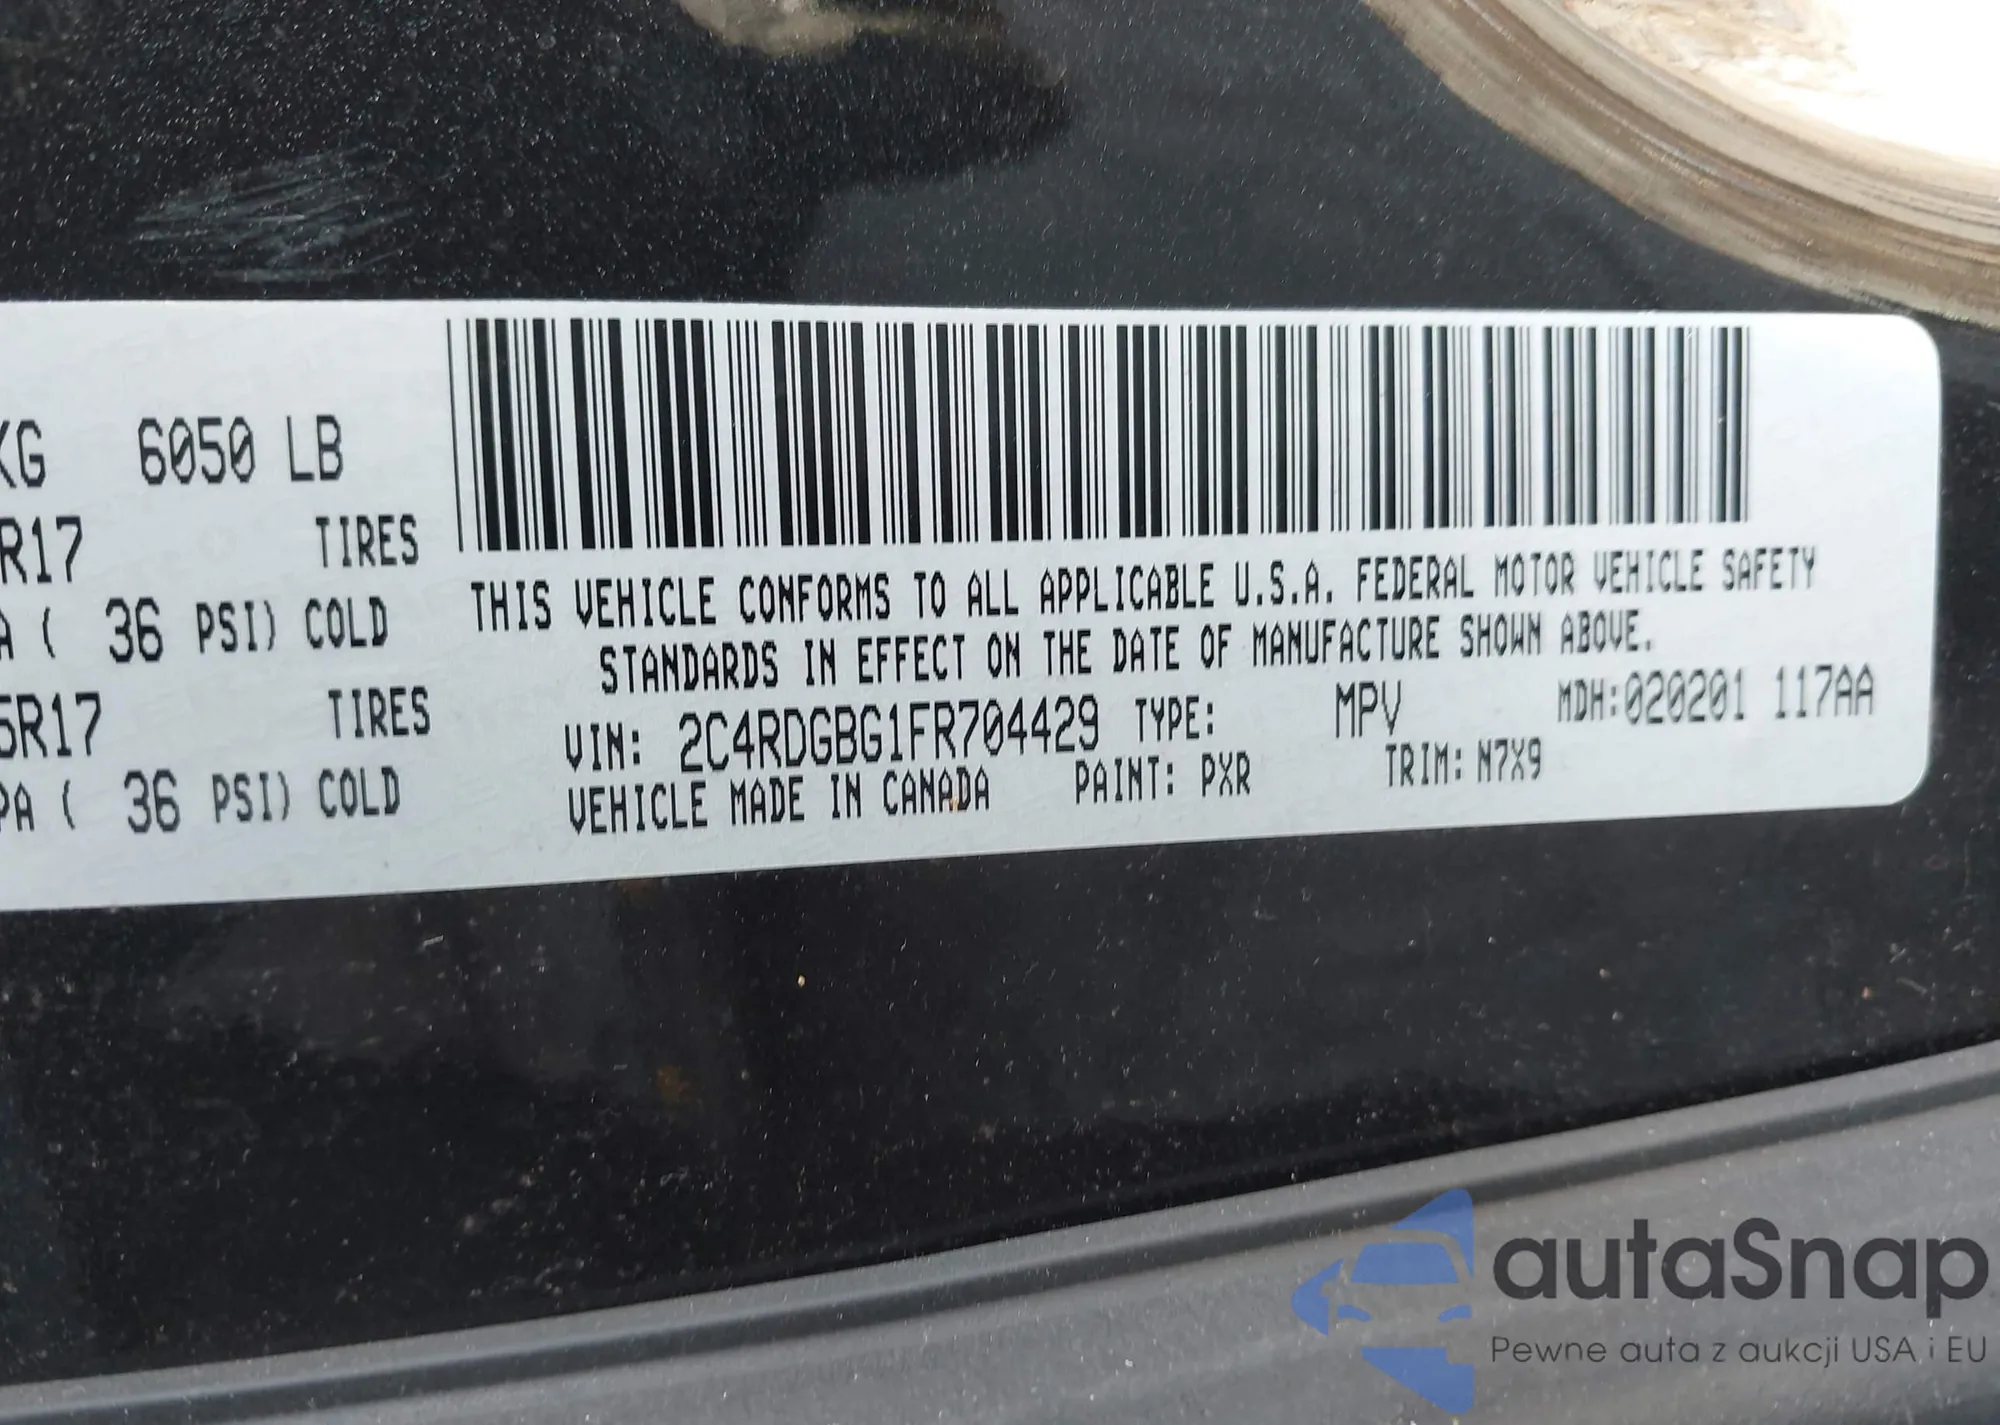 KG 6050 LB
R17 TIRES
A ( 36 PSI) COLD
5R17 TIRES
PA ( 36 PSI) COLD
THIS VEHICLE CONFORMS TO ALL APPLICABLE U.S.A. FEDERAL MOTOR VEHICLE SAFETY
STANDARDS IN EFFECT ON THE DATE OF MANUFACTURE SHOWN ABOVE.
VIN: 2C4RDGBG1FR704429 TYPE: MPV MDH:020201 117AA
VEHICLE MADE IN CANADA PAINT: PXR TRIM: N7X9
autaSnap
Pewne auta z aukcji USA i EU